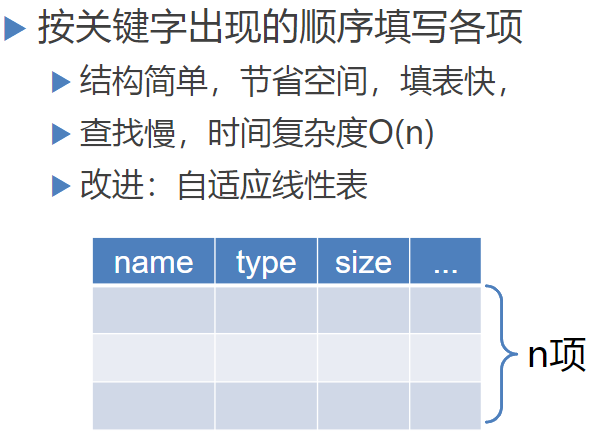 按关键字出现的顺序填写各项
结构简单，节省空间，填表快，
查找慢，时间复杂度O(n)
改进：自适应线性表
name type size ...
n项